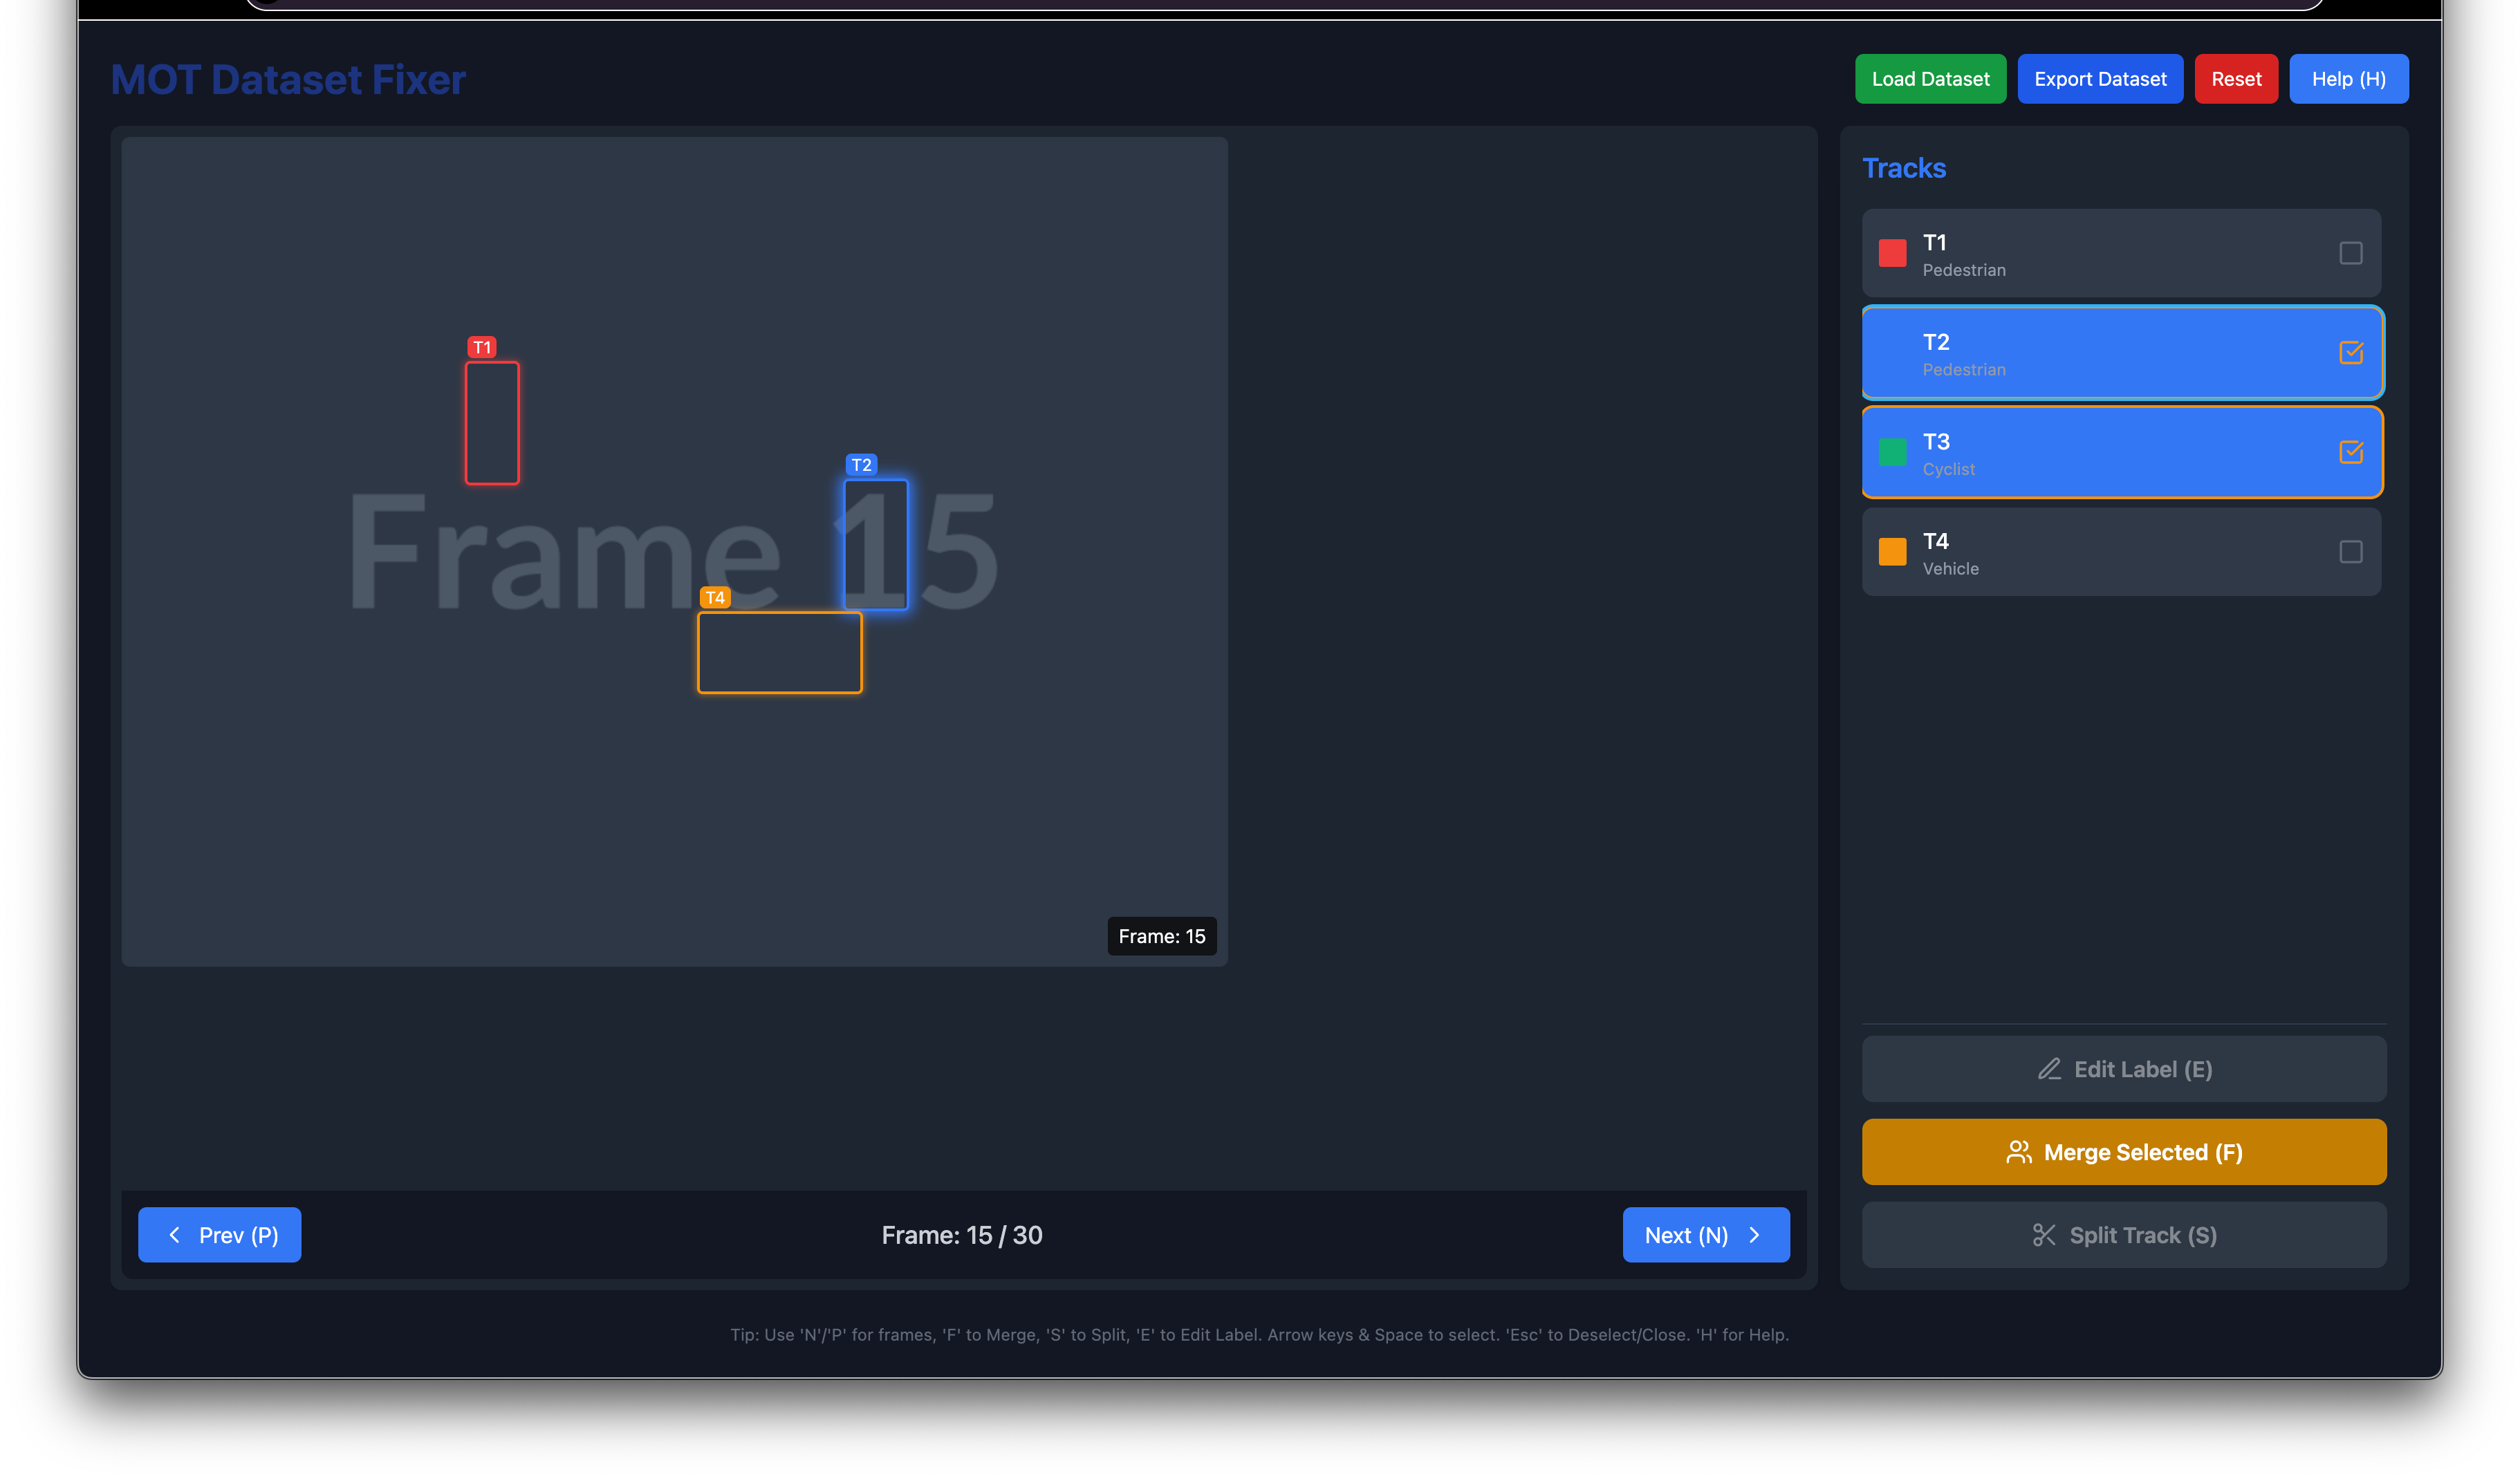 MOT Dataset Fixer
Load Dataset
Export Dataset
Reset
Help (H)
T1
T2
T4
Frame 15
Frame: 15
Prev (P)
Frame: 15 / 30
Next (N)
Tracks
T1
Pedestrian
T2
Pedestrian
T3
Cyclist
T4
Vehicle
Edit Label (E)
Merge Selected (F)
Split Track (S)
Tip: Use 'N'/'P' for frames, 'F' to Merge, 'S' to Split, 'E' to Edit Label. Arrow keys & Space to select. 'Esc' to Deselect/Close. 'H' for Help.